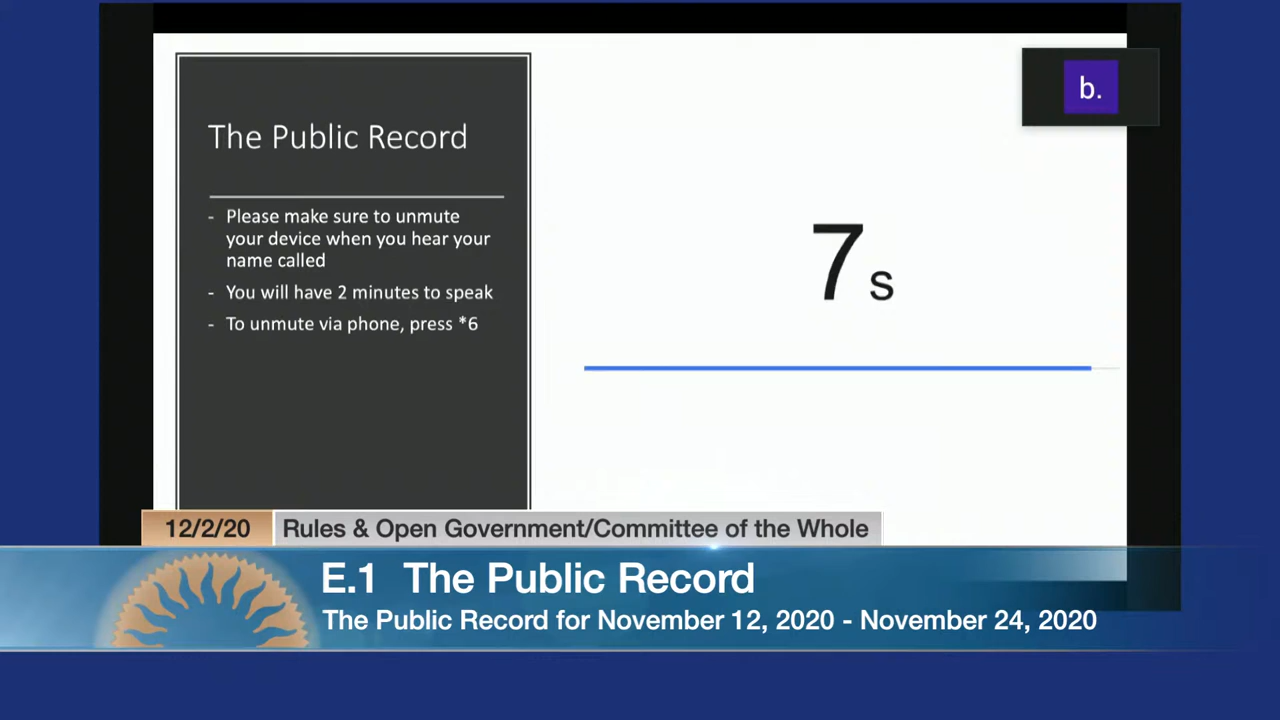 The Public Record
- Please make sure to unmute
your device when you hear your
name called
- You will have 2 minutes to speak
- To unmute via phone, press *6
b.
7 s
12/2/20 Rules & Open Government/Committee of the Whole
E.1 The Public Record
The Public Record for November 12, 2020 - November 24, 2020